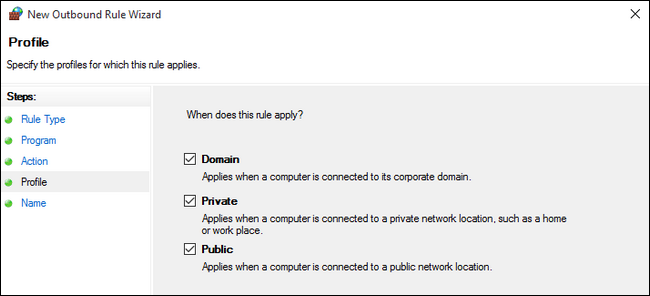 New Outbound Rule Wizard
Profile
Specify the profiles for which this rule applies.
Steps:
Rule Type
Program
Action
Profile
Name
When does this rule apply?
Domain
Applies when a computer is connected to its corporate domain.
Private
Applies when a computer is connected to a private network location, such as a home
or work place.
Public
Applies when a computer is connected to a public network location.